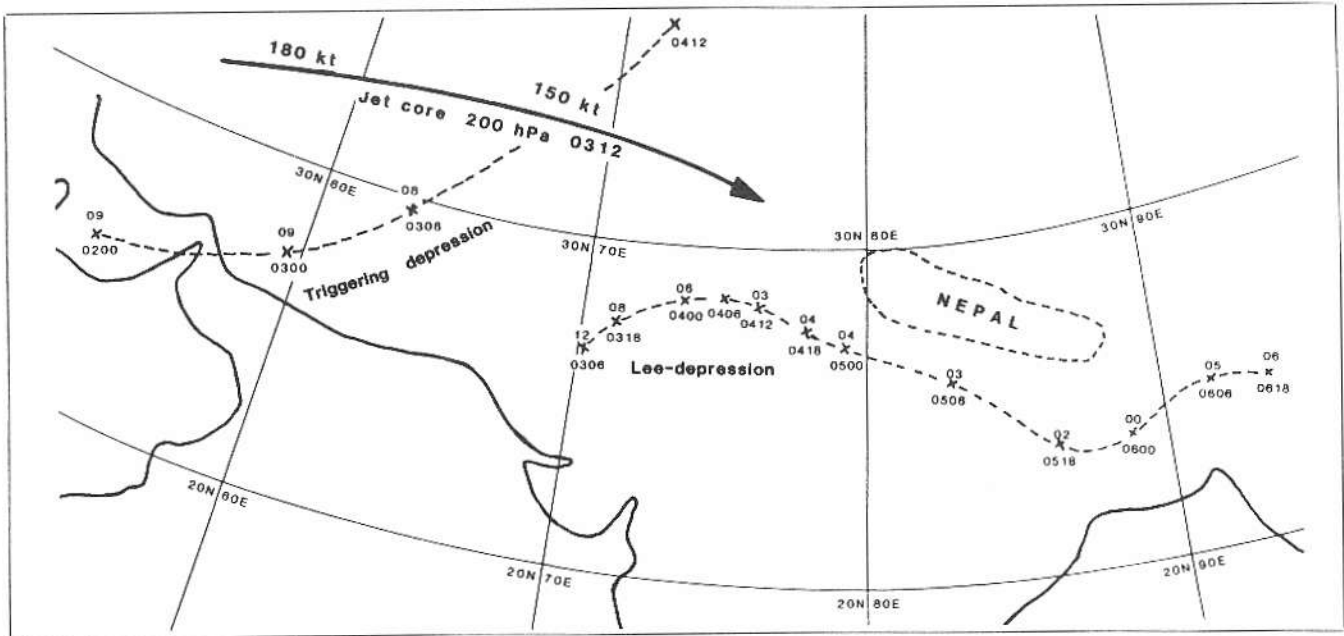 0412
180 kt
150 kt
Jet core 200 hPa 0312
30N 60E
08
0306
09
0200
09
0300
Triggering depression
30N 70E
30N 80E
30N 90E
NEPAL
12
0306
08
0318
06
0400
0406
03
0412
04
0418
04
0500
Lee-depression
03
0506
02
0518
00
0600
05
0606
06
0618
20N 60E
20N 70E
20N 80E
20N 90E